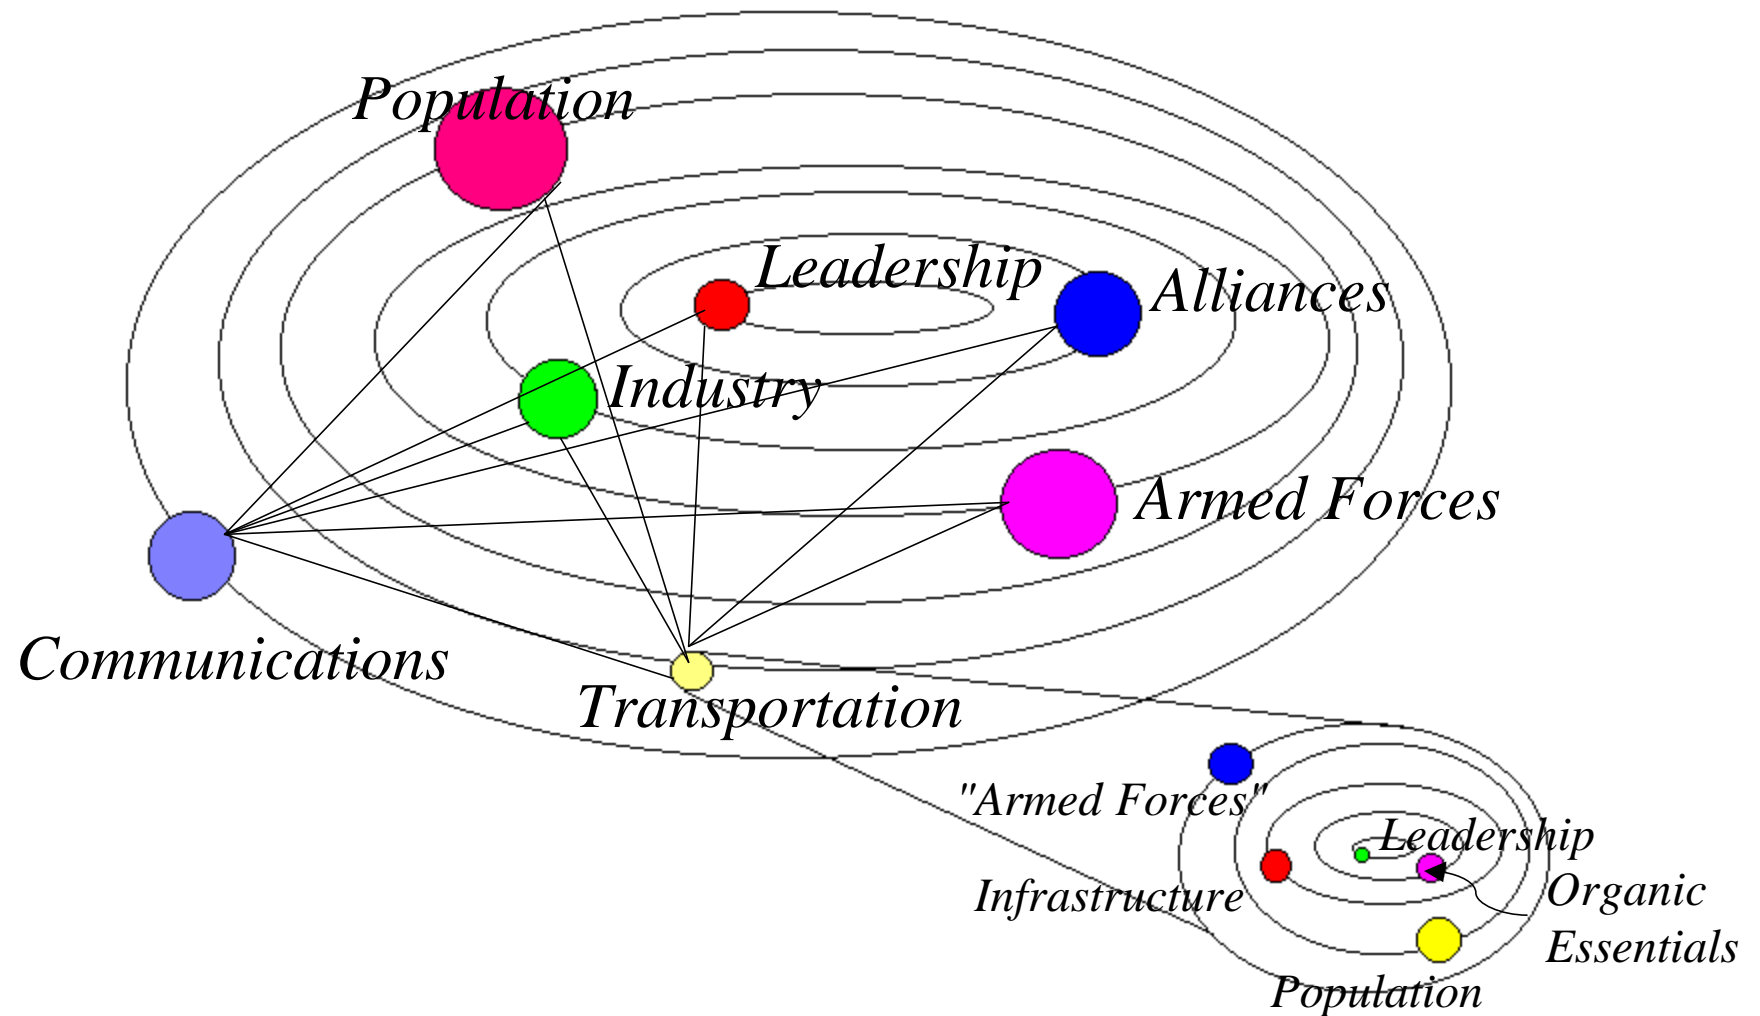 Population
Leadership
Alliances
Industry
Armed Forces
Communications
Transportation
"Armed Forces"
Leadership
Infrastructure
Organic
Essentials
Population